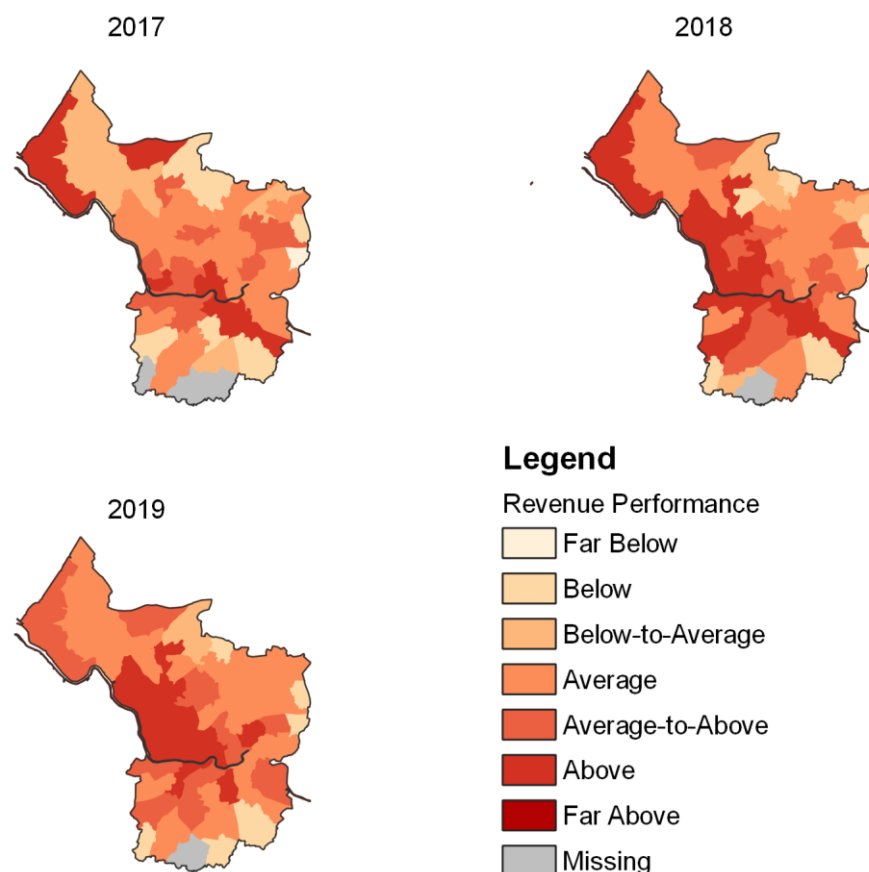 2017
2018
2019
Legend
Revenue Performance
Far Below
Below
Below-to-Average
Average
Average-to-Above
Above
Far Above
Missing